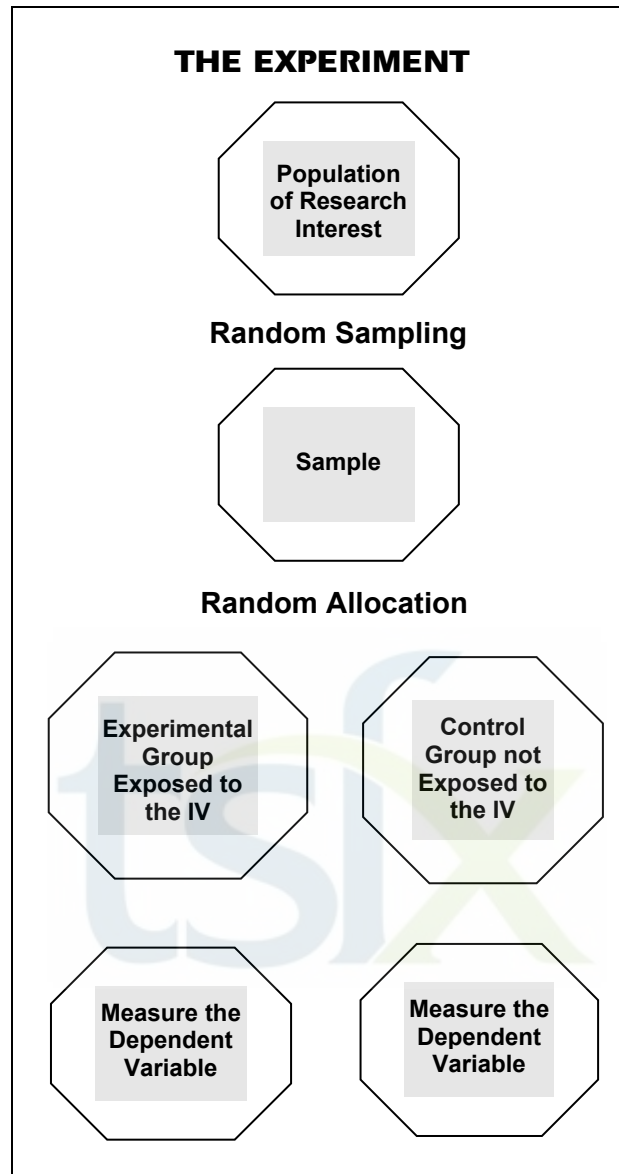 THE EXPERIMENT
Population
of Research
Interest
Random Sampling
Sample
Random Allocation
Experimental
Group
Exposed to
the IV
Control
Group not
Exposed to
the IV
tsfx
Measure the
Dependent
Variable
Measure the
Dependent
Variable